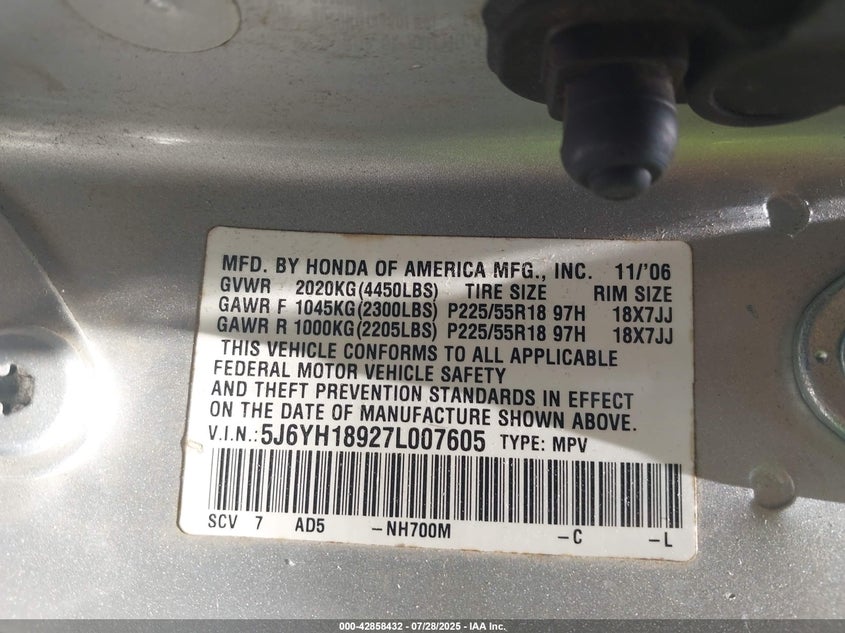 MFD. BY HONDA OF AMERICA MFG., INC. 11/'06
GVWR 2020KG(4450LBS) TIRE SIZE RIM SIZE
GAWR F 1045KG(2300LBS) P225/55R18 97H 18X7JJ
GAWR R 1000KG(2205LBS) P225/55R18 97H 18X7JJ
THIS VEHICLE CONFORMS TO ALL APPLICABLE
FEDERAL MOTOR VEHICLE SAFETY
AND THEFT PREVENTION STANDARDS IN EFFECT
ON THE DATE OF MANUFACTURE SHOWN ABOVE.
V.I.N.:5J6YH18927L007605 TYPE: MPV
SCV 7 AD5 -NH700M -C -L
000-42858432 - 07/28/2025 - IAA Inc.